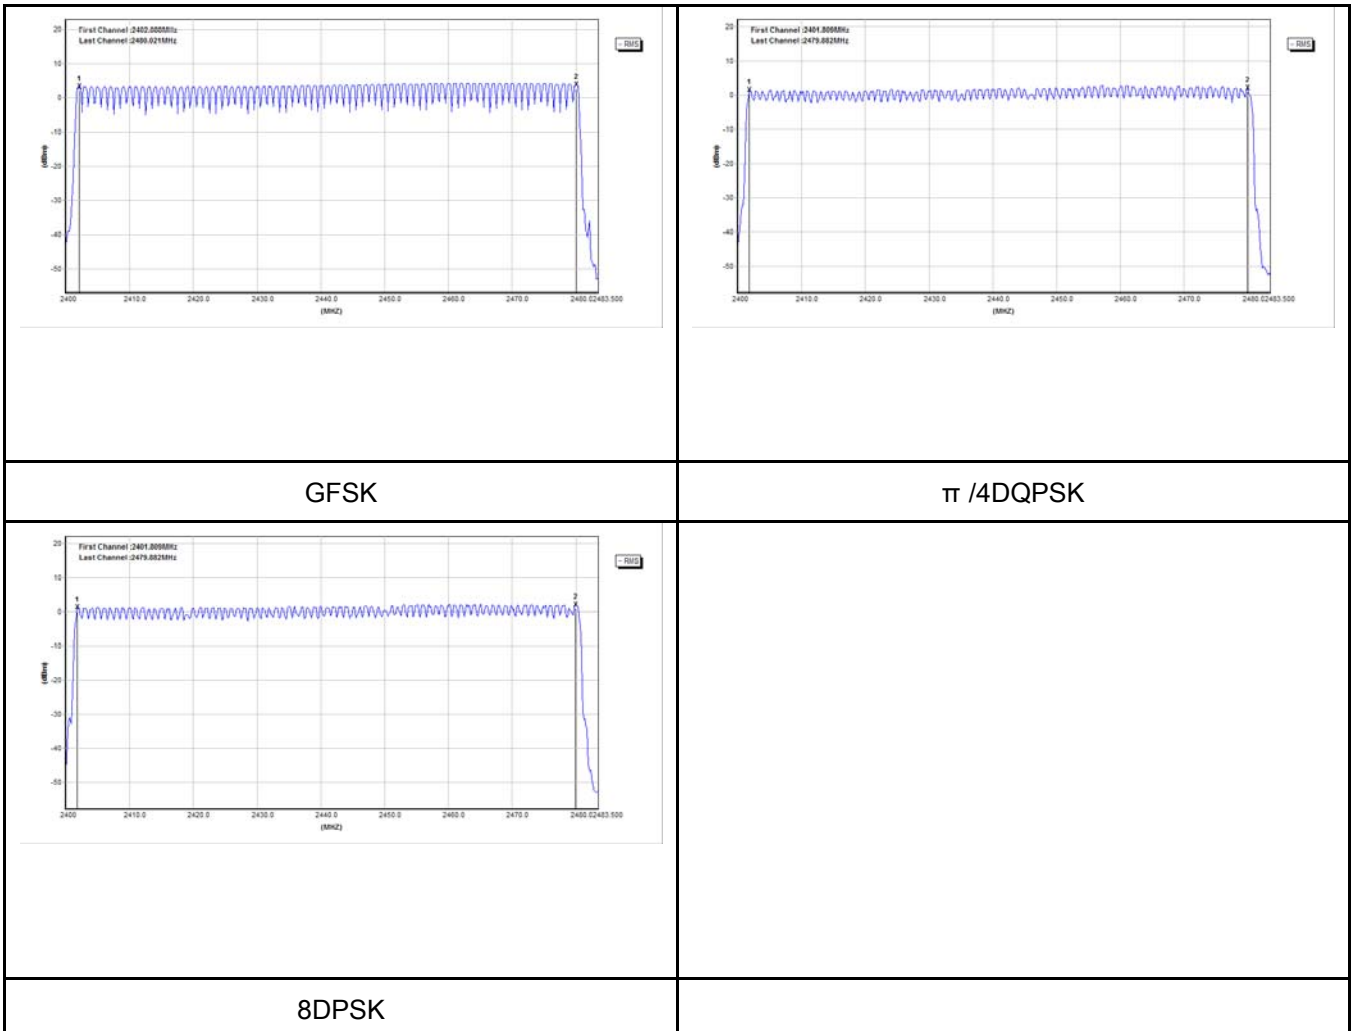 First Channel :2402.000MHz
Last Channel :2480.021MHz
- RMS
20
10
0
-10
-20
-30
-40
-50
(dBm)
1
2
2400 2410.0 2420.0 2430.0 2440.0 2450.0 2460.0 2470.0 2480.02483.500
(MHZ)
First Channel :2401.809MHz
Last Channel :2479.882MHz
- RMS
20
10
0
-10
-20
-30
-40
-50
(dBm)
1
2
2400 2410.0 2420.0 2430.0 2440.0 2450.0 2460.0 2470.0 2480.02483.500
(MHZ)
GFSK
π /4DQPSK
First Channel :2401.809MHz
Last Channel :2479.882MHz
- RMS
20
10
0
-10
-20
-30
-40
-50
(dBm)
1
2
2400 2410.0 2420.0 2430.0 2440.0 2450.0 2460.0 2470.0 2480.02483.500
(MHZ)
8DPSK